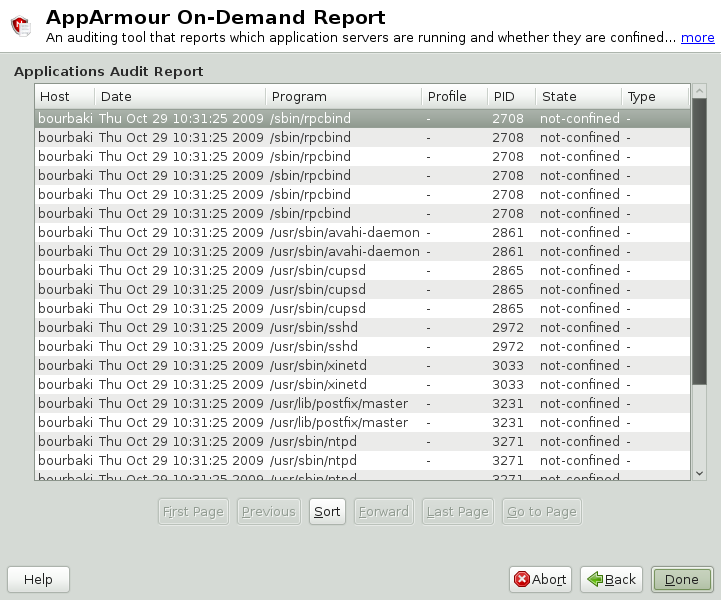 AppArmour On-Demand Report
An auditing tool that reports which application servers are running and whether they are confined... more
Applications Audit Report
Host Date Program Profile PID State Type
bourbaki Thu Oct 29 10:31:25 2009 /sbin/rpcbind - 2708 not-confined -
bourbaki Thu Oct 29 10:31:25 2009 /sbin/rpcbind - 2708 not-confined -
bourbaki Thu Oct 29 10:31:25 2009 /sbin/rpcbind - 2708 not-confined -
bourbaki Thu Oct 29 10:31:25 2009 /sbin/rpcbind - 2708 not-confined -
bourbaki Thu Oct 29 10:31:25 2009 /sbin/rpcbind - 2708 not-confined -
bourbaki Thu Oct 29 10:31:25 2009 /sbin/rpcbind - 2708 not-confined -
bourbaki Thu Oct 29 10:31:25 2009 /usr/sbin/avahi-daemon - 2861 not-confined -
bourbaki Thu Oct 29 10:31:25 2009 /usr/sbin/avahi-daemon - 2861 not-confined -
bourbaki Thu Oct 29 10:31:25 2009 /usr/sbin/cupsd - 2865 not-confined -
bourbaki Thu Oct 29 10:31:25 2009 /usr/sbin/cupsd - 2865 not-confined -
bourbaki Thu Oct 29 10:31:25 2009 /usr/sbin/cupsd - 2865 not-confined -
bourbaki Thu Oct 29 10:31:25 2009 /usr/sbin/sshd - 2972 not-confined -
bourbaki Thu Oct 29 10:31:25 2009 /usr/sbin/sshd - 2972 not-confined -
bourbaki Thu Oct 29 10:31:25 2009 /usr/sbin/xinetd - 3033 not-confined -
bourbaki Thu Oct 29 10:31:25 2009 /usr/sbin/xinetd - 3033 not-confined -
bourbaki Thu Oct 29 10:31:25 2009 /usr/lib/postfix/master - 3231 not-confined -
bourbaki Thu Oct 29 10:31:25 2009 /usr/lib/postfix/master - 3231 not-confined -
bourbaki Thu Oct 29 10:31:25 2009 /usr/sbin/ntpd - 3271 not-confined -
bourbaki Thu Oct 29 10:31:25 2009 /usr/sbin/ntpd - 3271 not-confined -
bourbaki Thu Oct 29 10:31:25 2009 /usr/sbin/ntpd - 3271 not-confined -
First Page Previous Sort Forward Last Page Go to Page
Help Abort Back Done